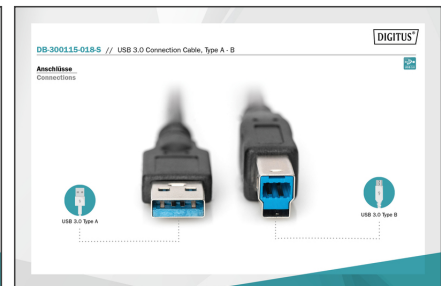 DIGITUS®
DB-300115-018-S // USB 3.0 Connection Cable, Type A - B
Anschlüsse
Connections
USB 3.0 Type A
USB 3.0 Type B